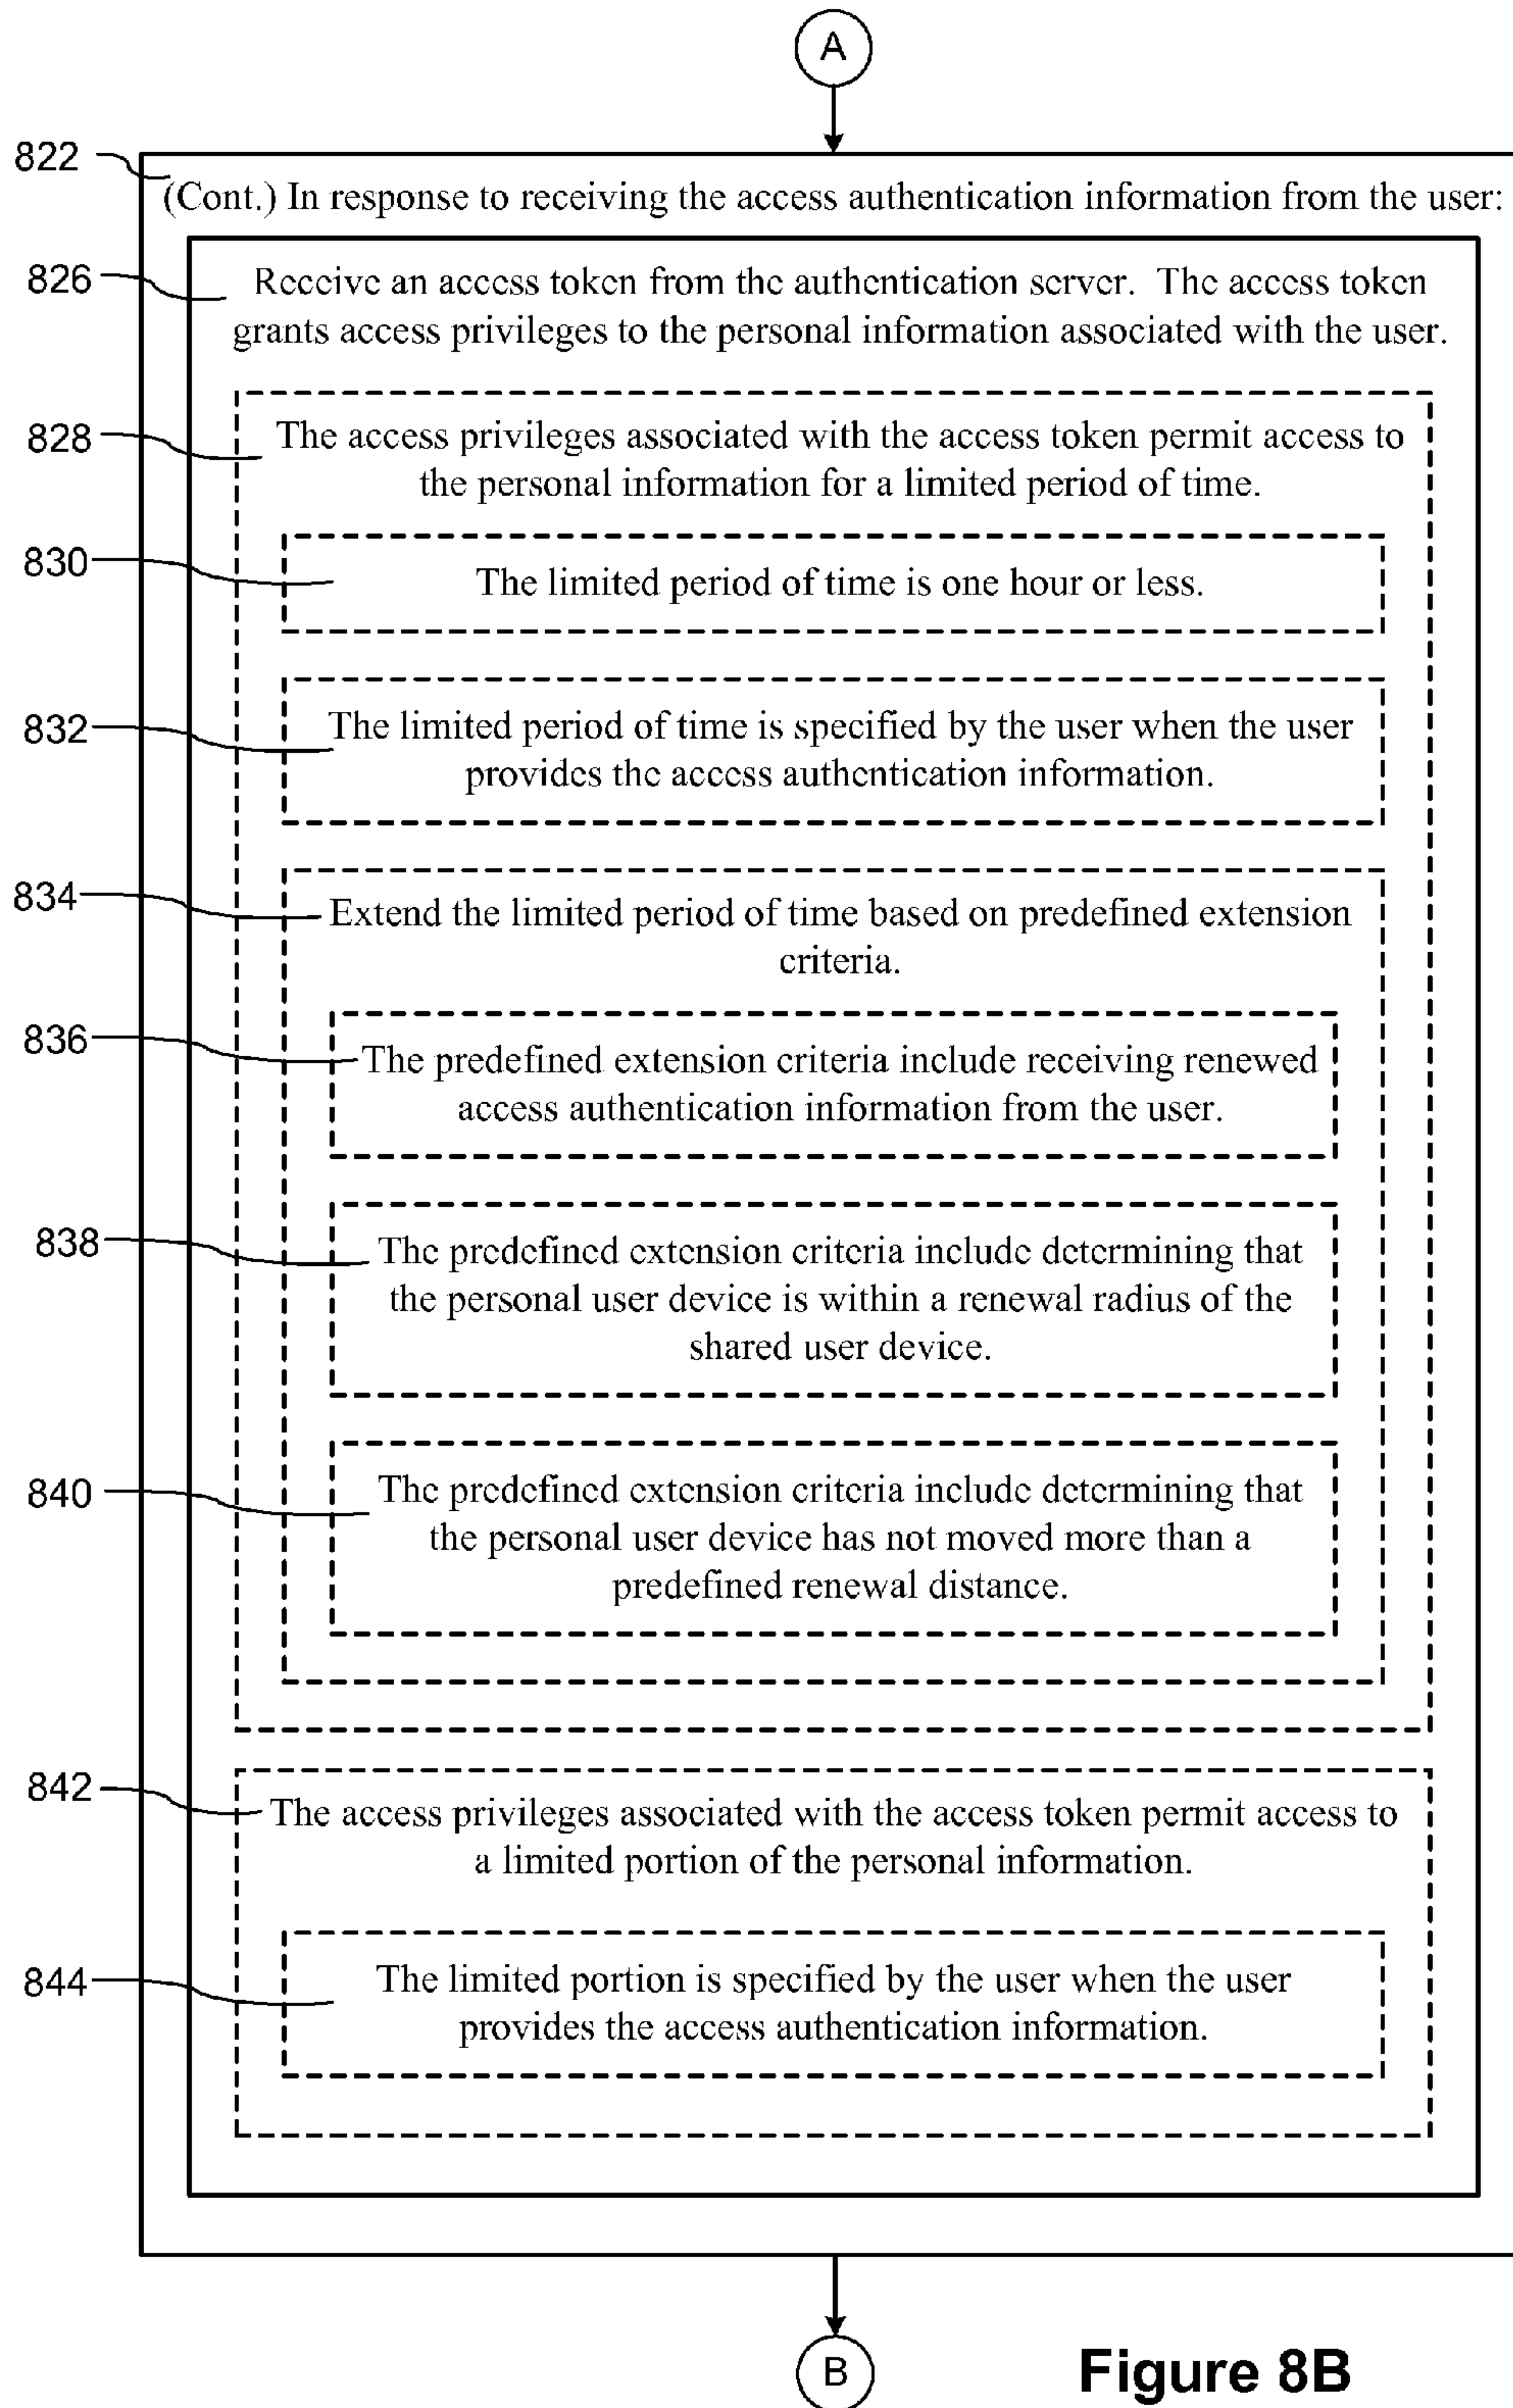 A
822
(Cont.) In response to receiving the access authentication information from the user:
826
Receive an access token from the authentication server. The access token
grants access privileges to the personal information associated with the user.
828
The access privileges associated with the access token permit access to
the personal information for a limited period of time.
830
The limited period of time is one hour or less.
832
The limited period of time is specified by the user when the user
provides the access authentication information.
834
Extend the limited period of time based on predefined extension
criteria.
836
The predefined extension criteria include receiving renewed
access authentication information from the user.
838
The predefined extension criteria include determining that
the personal user device is within a renewal radius of the
shared user device.
840
The predefined extension criteria include determining that
the personal user device has not moved more than a
predefined renewal distance.
842
The access privileges associated with the access token permit access to
a limited portion of the personal information.
844
The limited portion is specified by the user when the user
provides the access authentication information.
B
Figure 8B